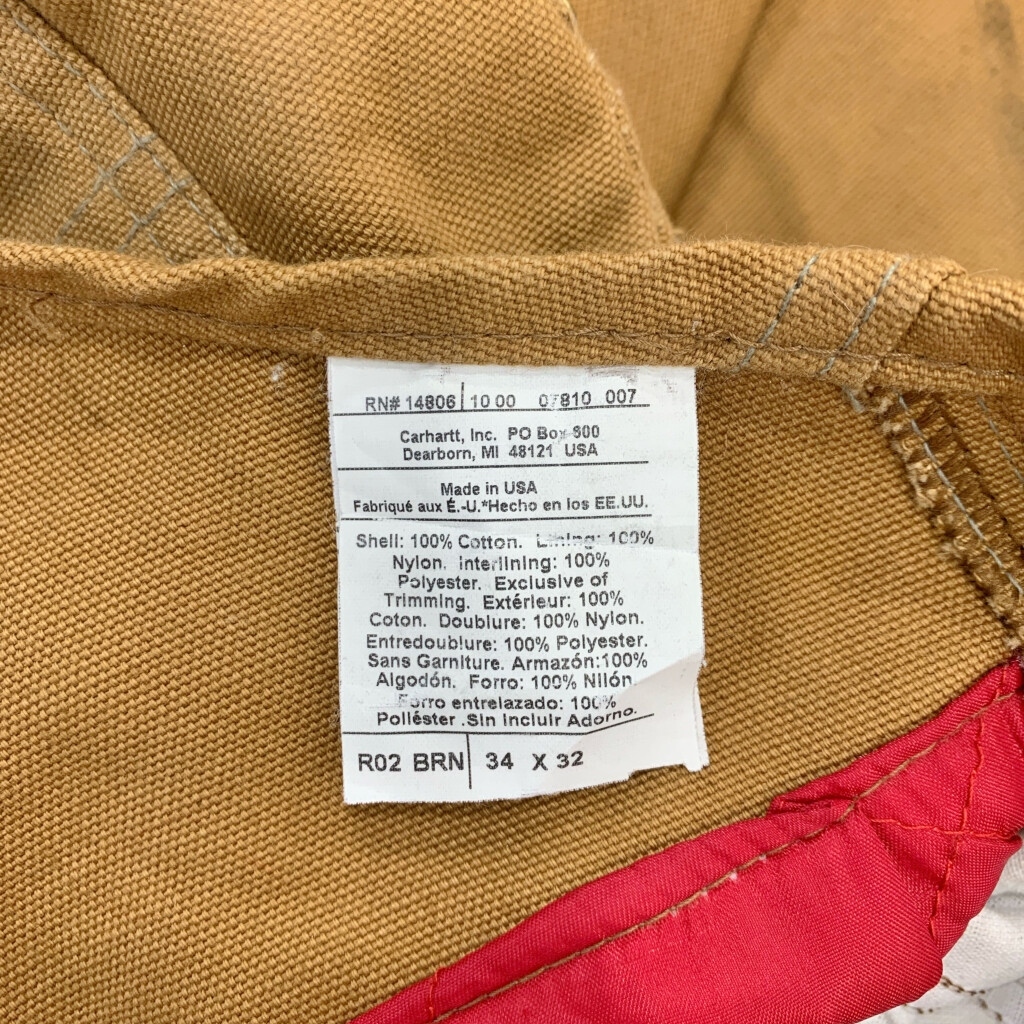 RN# 14806 10 00 07810 007
Carhartt, Inc. PO Box 600
Dearborn, MI 48121 USA
Made in USA
Fabriqué aux É.-U.*Hecho en los EE.UU.
Shell: 100% Cotton. Lining: 100%
Nylon. Interlining: 100%
Polyester. Exclusive of
Trimming. Extérieur: 100%
Coton. Doublure: 100% Nylon.
Entredoublure: 100% Polyester.
Sans Garniture. Armazón:100%
Algodón. Forro: 100% Nilón.
Forro entrelazado: 100%
Poliéster .Sin Incluir Adorno.
R02 BRN 34 X 32